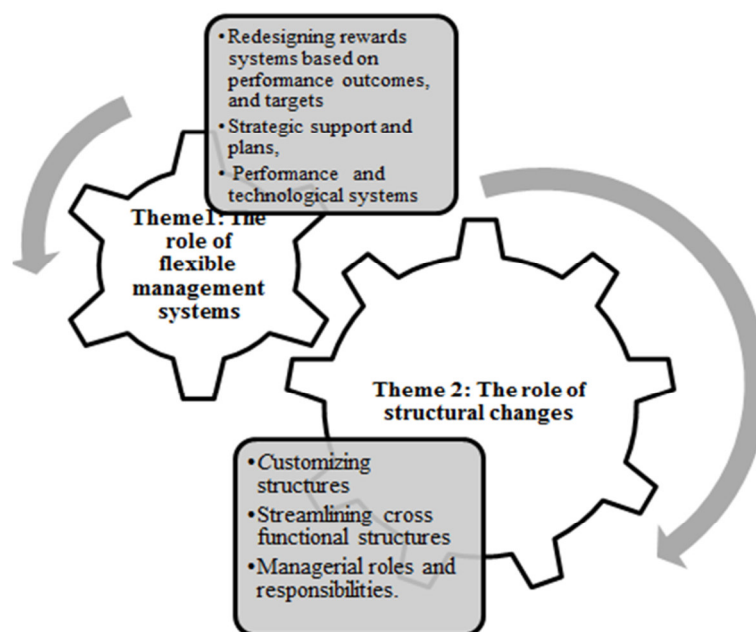 •Redesigning rewards
systems based on
performance outcomes,
and targets
•Strategic support and
plans,
• Performance and
technological systems
Theme1: The
role of
flexible
management
systems
Theme 2: The role of
structural changes
•Customizing
structures
•Streamlining cross
functional structures
•Managerial roles and
responsibilities.